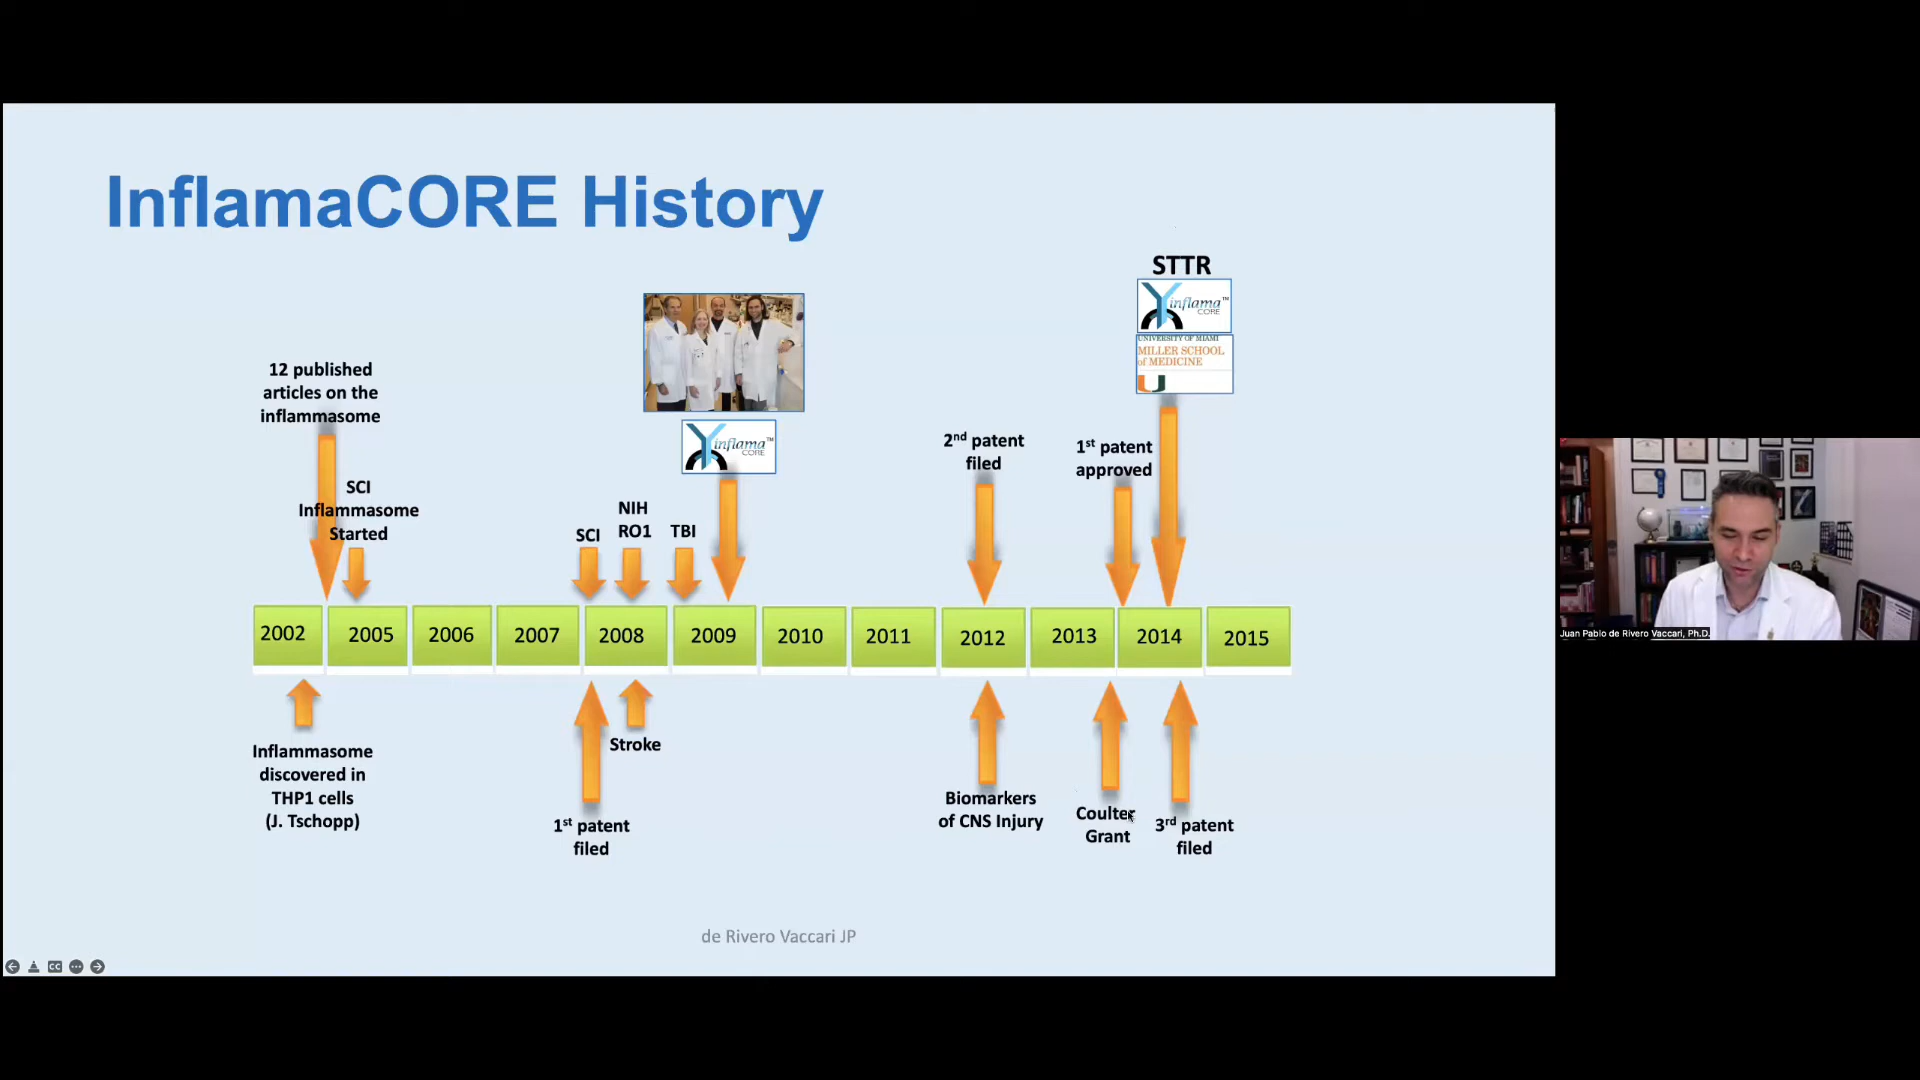 InflamaCORE History
STTR
inflama™
CORE
UNIVERSITY OF MIAMI
MILLER SCHOOL
of MEDICINE
U
12 published
articles on the
inflammasome
SCI
Inflammasome
Started
SCI
NIH
RO1
TBI
inflama™
CORE
2nd patent
filed
1st patent
approved
2002
2005
2006
2007
2008
2009
2010
2011
2012
2013
2014
2015
Inflammasome
discovered in
THP1 cells
(J. Tschopp)
1st patent
filed
Stroke
Biomarkers
of CNS Injury
Coulter
Grant
3rd patent
filed
de Rivero Vaccari JP
CC
Juan Pablo de Rivero Vaccari, Ph.D.